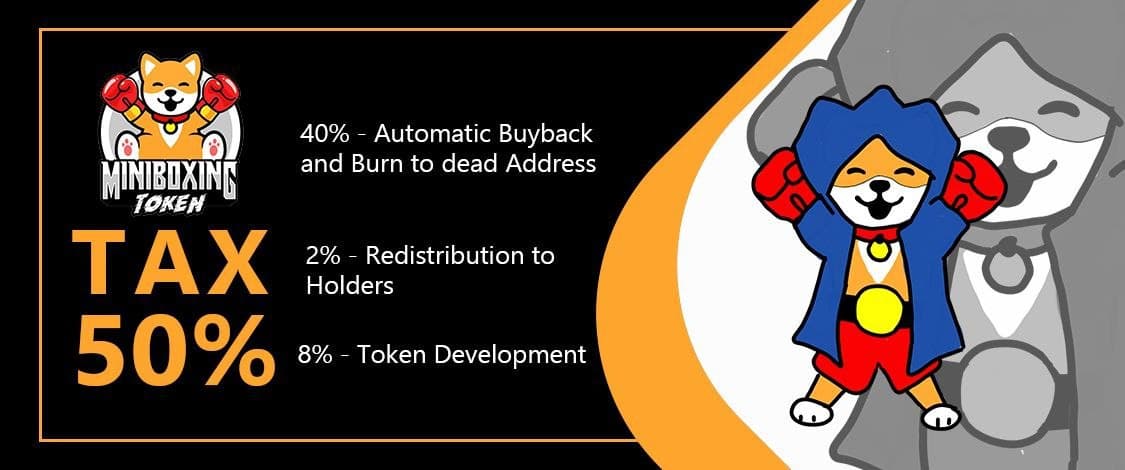 MINIBOXING
TOKEN
TAX
50%
40% - Automatic Buyback
and Burn to dead Address
2% - Redistribution to
Holders
8% - Token Development